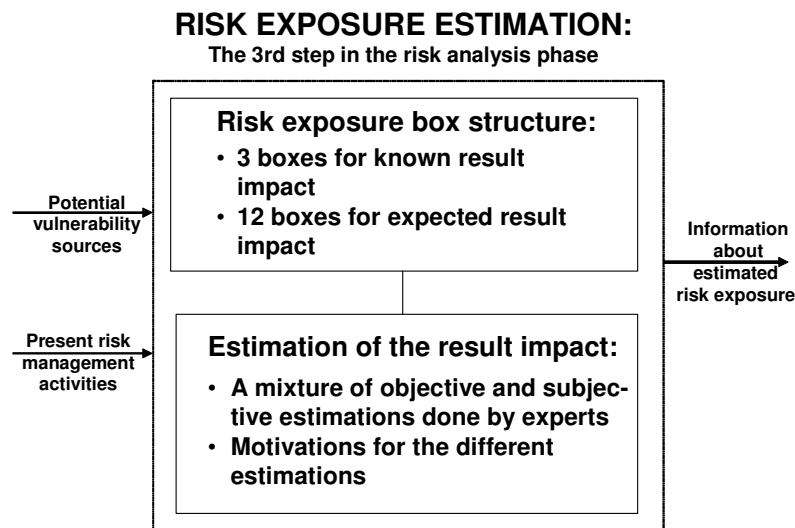 RISK EXPOSURE ESTIMATION:
The 3rd step in the risk analysis phase
Risk exposure box structure:
• 3 boxes for known result
impact
• 12 boxes for expected result
impact
Potential
vulnerability
sources
Information
about
estimated
risk exposure
Present risk
management
activities
Estimation of the result impact:
• A mixture of objective and subjec-
tive estimations done by experts
• Motivations for the different
estimations